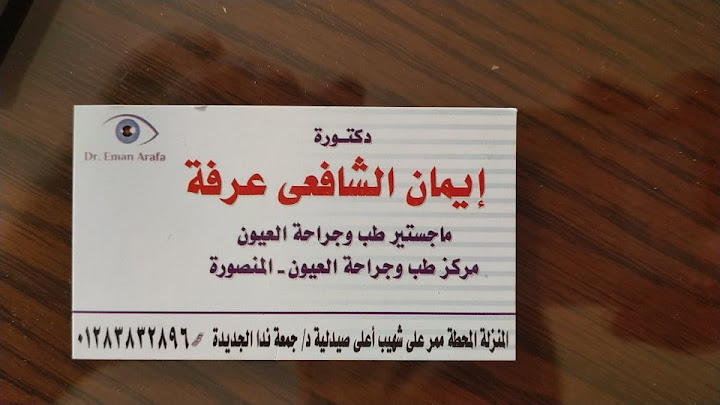 Dr. Eman Arafa
دكتورة
إيمان الشافعى عرفة
ماجستير طب وجراحة العيون
مركز طب وجراحة العيون - المنصورة
المنزلة المحطة ممر على شهيب أعلى صيدلية د/ جمعة ندا الجديدة ٠١٢٨٣٨٣٢٨٩٦